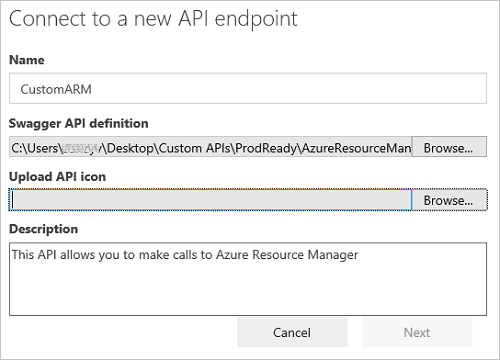 Connect to a new API endpoint
Name
CustomARM
Swagger API definition
C:\Users\ \Desktop\Custom APIs\ProdReady\AzureResourceMan Browse...
Upload API icon
Browse...
Description
This API allows you to make calls to Azure Resource Manager
Cancel Next